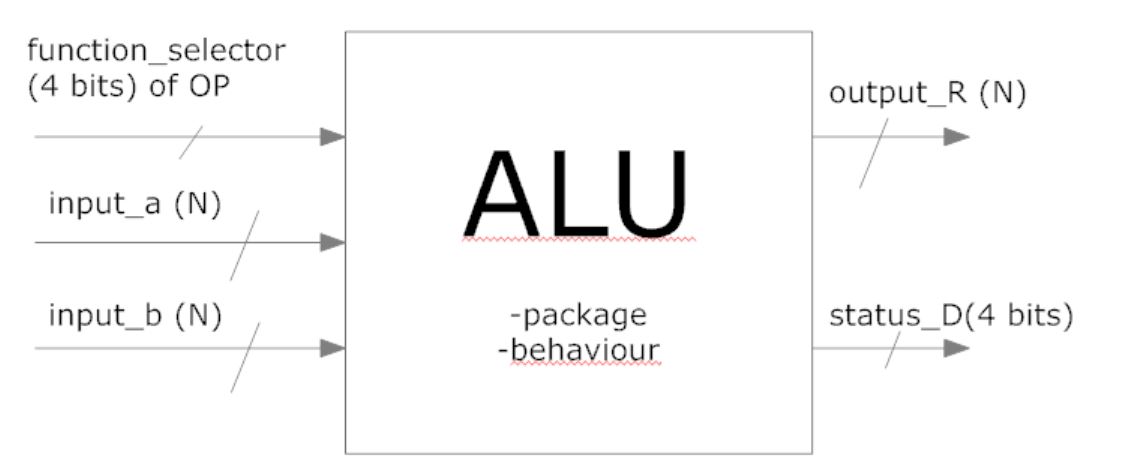 function_selector
(4 bits) of OP
input_a (N)
input_b (N)
ALU
-package
-behaviour
output_R (N)
status_D(4 bits)